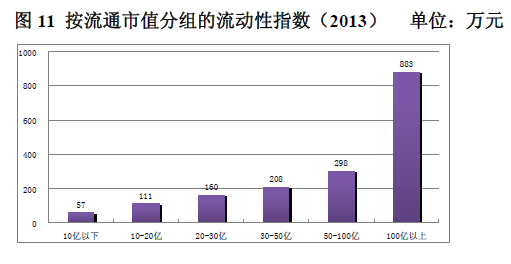 图 11 按流通市值分组的流动性指数（2013） 单位：万元
1000
800
600
400
200
0
57
111
160
208
298
883
10亿以下
10-20亿
20-30亿
30-50亿
50-100亿
100亿以上